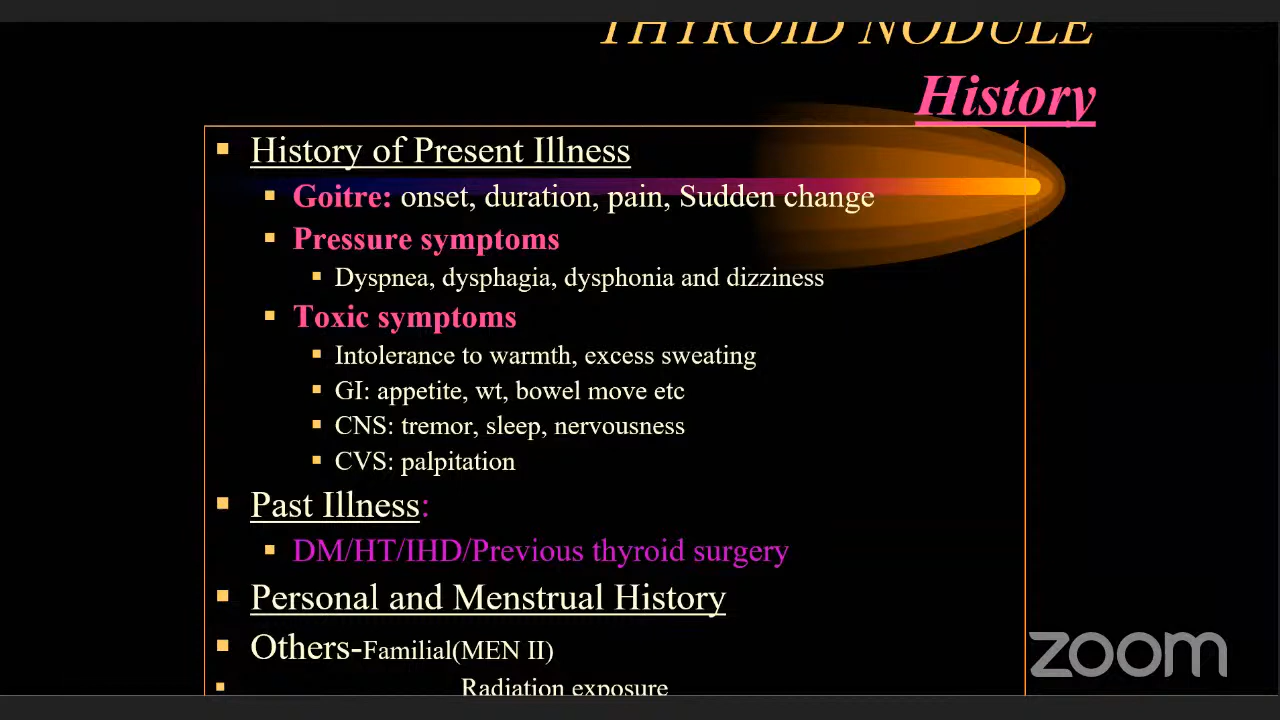 THYROID NODULE
History
History of Present Illness
Goitre: onset, duration, pain, Sudden change
Pressure symptoms
Dyspnea, dysphagia, dysphonia and dizziness
Toxic symptoms
Intolerance to warmth, excess sweating
GI: appetite, wt, bowel move etc
CNS: tremor, sleep, nervousness
CVS: palpitation
Past Illness:
DM/HT/IHD/Previous thyroid surgery
Personal and Menstrual History
Others-Familial(MEN II)
Radiation exposure
zoom